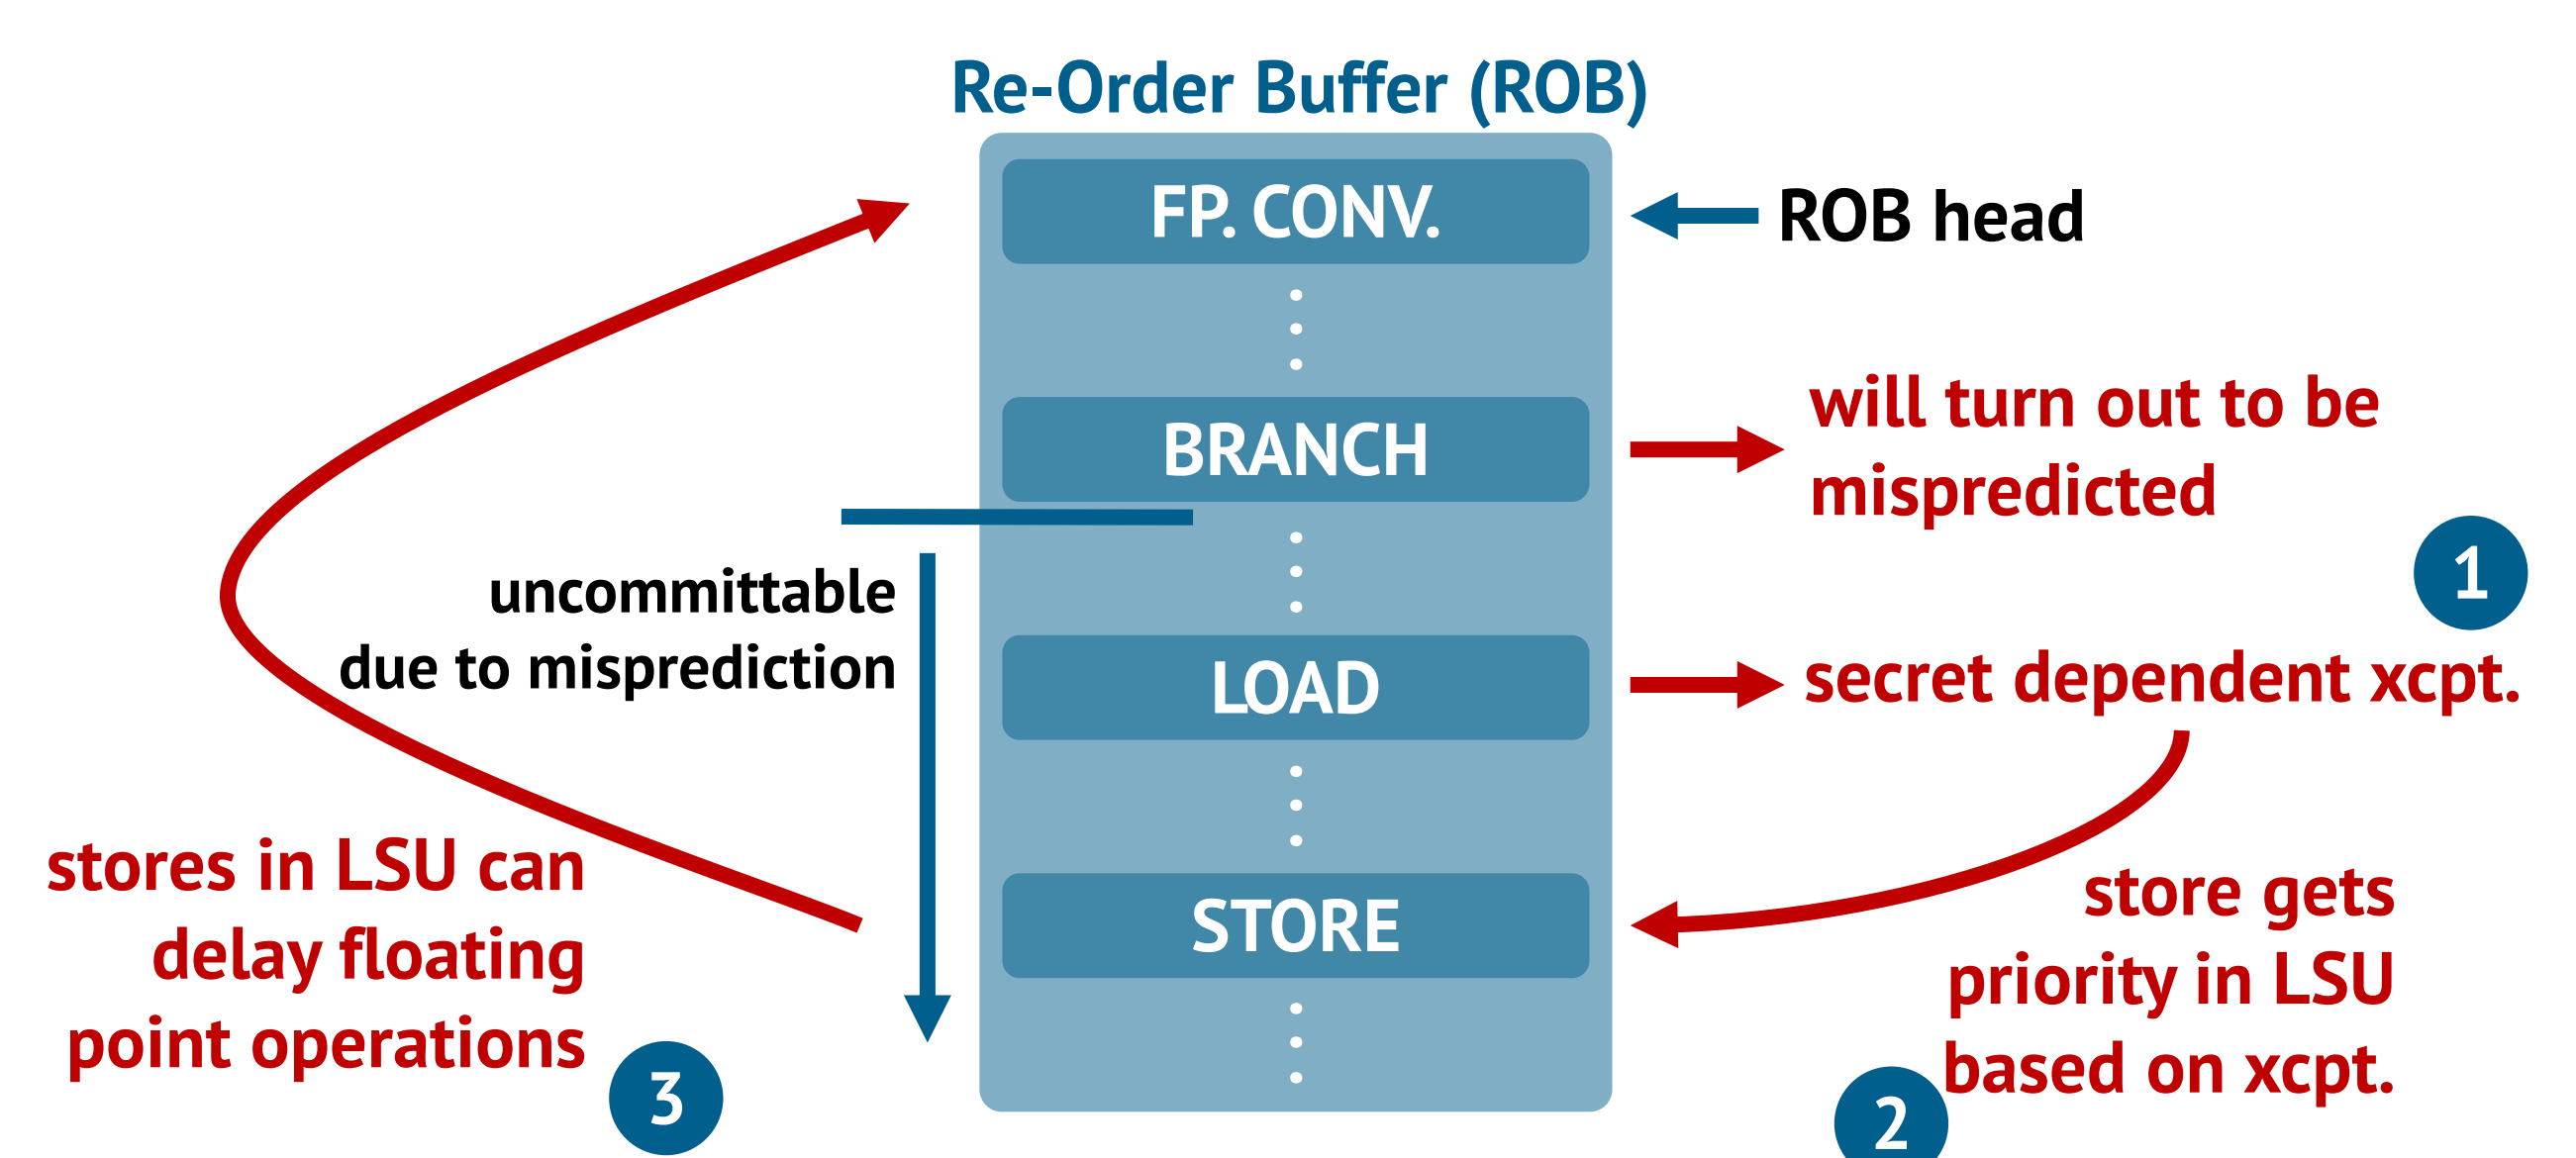 Re-Order Buffer (ROB)
FP. CONV.
ROB head
BRANCH
will turn out to be
mispredicted
1
uncommittable
due to misprediction
LOAD
secret dependent xcpt.
STORE
store gets
priority in LSU
based on xcpt.
2
stores in LSU can
delay floating
point operations
3